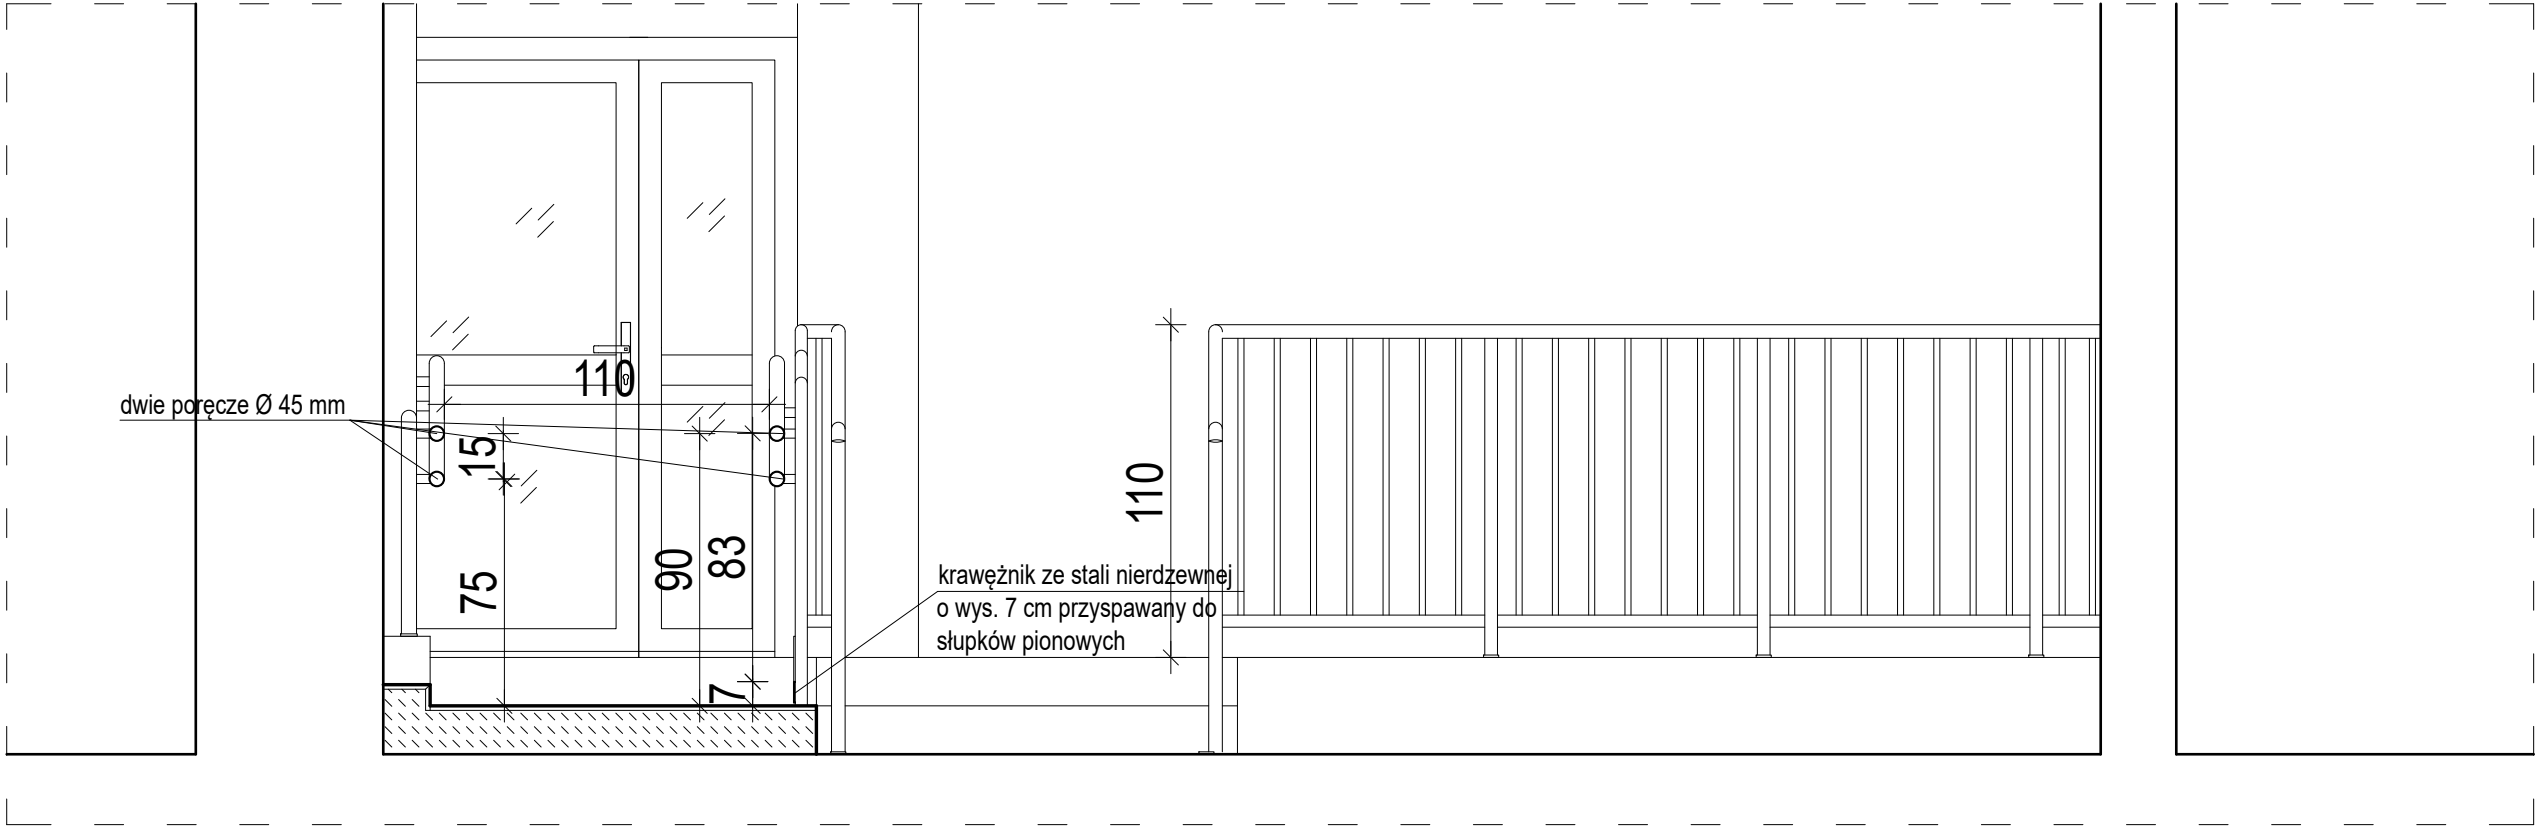 110
dwie poręcze Ø 45 mm
15
110
75
90
83
krawężnik ze stali nierdzewnej
o wys. 7 cm przyspawany do
słupków pionowych
7